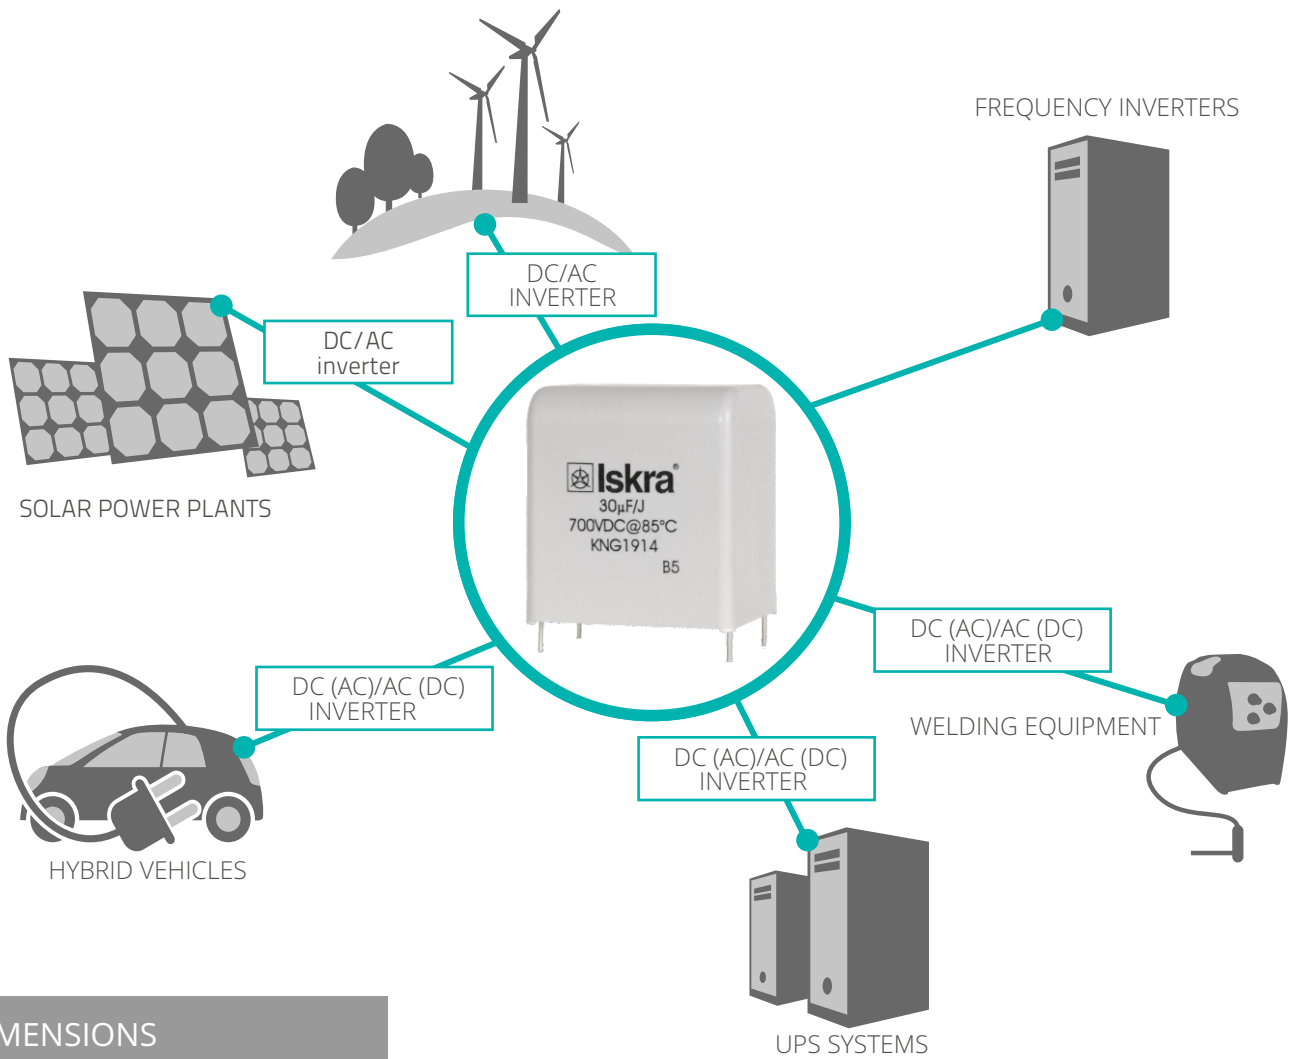 FREQUENCY INVERTERS
DC/AC
INVERTER
DC/AC
inverter
SOLAR POWER PLANTS
Iskra®
30µF/J
700VDC@85°C
KNG1914
B5
DC (AC)/AC (DC)
INVERTER
WELDING EQUIPMENT
DC (AC)/AC (DC)
INVERTER
HYBRID VEHICLES
DC (AC)/AC (DC)
INVERTER
UPS SYSTEMS
MENSIONS